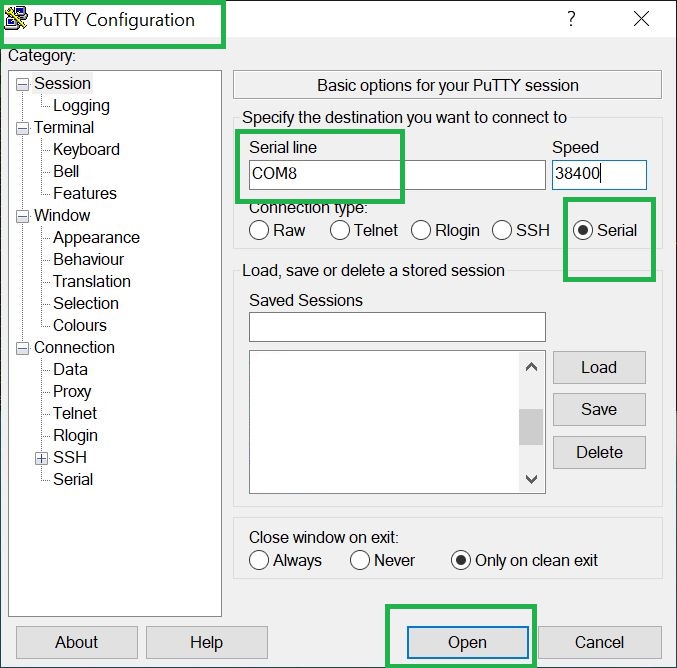 PuTTY Configuration
?
Category:
Session
Logging
Terminal
Keyboard
Bell
Features
Window
Appearance
Behaviour
Translation
Selection
Colours
Connection
Data
Proxy
Telnet
Rlogin
SSH
Serial
Basic options for your PuTTY session
Specify the destination you want to connect to
Serial line Speed
COM8 38400
Connection type:
Raw Telnet Rlogin SSH Serial
Load, save or delete a stored session
Saved Sessions
Load
Save
Delete
Close window on exit:
Always Never Only on clean exit
About Help Open Cancel